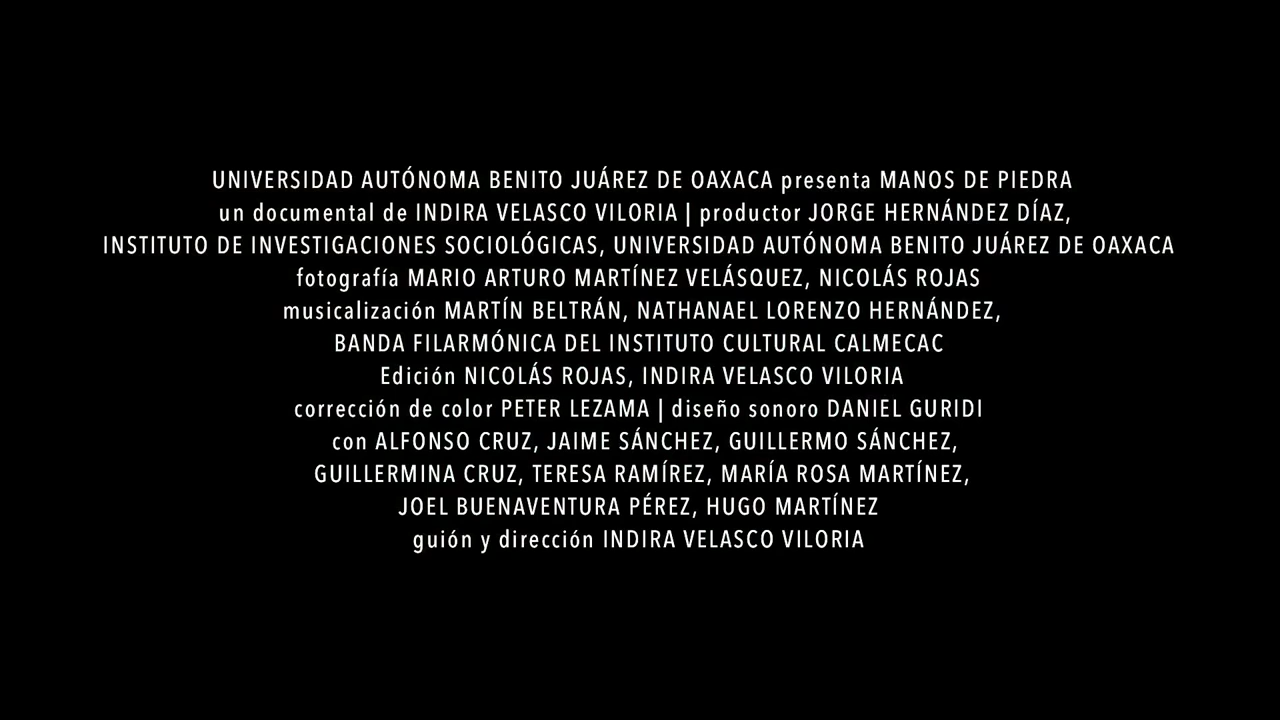 UNIVERSIDAD AUTÓNOMA BENITO JUÁREZ DE OAXACA presenta MANOS DE PIEDRA
un documental de INDIRA VELASCO VILORIA | productor JORGE HERNÁNDEZ DÍAZ,
INSTITUTO DE INVESTIGACIONES SOCIOLÓGICAS, UNIVERSIDAD AUTÓNOMA BENITO JUÁREZ DE OAXACA
fotografía MARIO ARTURO MARTÍNEZ VELÁSQUEZ, NICOLÁS ROJAS
musicalización MARTÍN BELTRÁN, NATHANAEL LORENZO HERNÁNDEZ,
BANDA FILARMÓNICA DEL INSTITUTO CULTURAL CALMECAC
Edición NICOLÁS ROJAS, INDIRA VELASCO VILORIA
corrección de color PETER LEZAMA | diseño sonoro DANIEL GURIDI
con ALFONSO CRUZ, JAIME SÁNCHEZ, GUILLERMO SÁNCHEZ,
GUILLERMINA CRUZ, TERESA RAMÍREZ, MARÍA ROSA MARTÍNEZ,
JOEL BUENAVENTURA PÉREZ, HUGO MARTÍNEZ
guión y dirección INDIRA VELASCO VILORIA